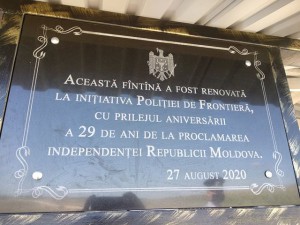 Această fîntînă a fost renovată
la inițiativa Poliției de Frontieră,
cu prilejul aniversării
a 29 de ani de la proclamarea
independenței Republicii Moldova.
27 august 2020